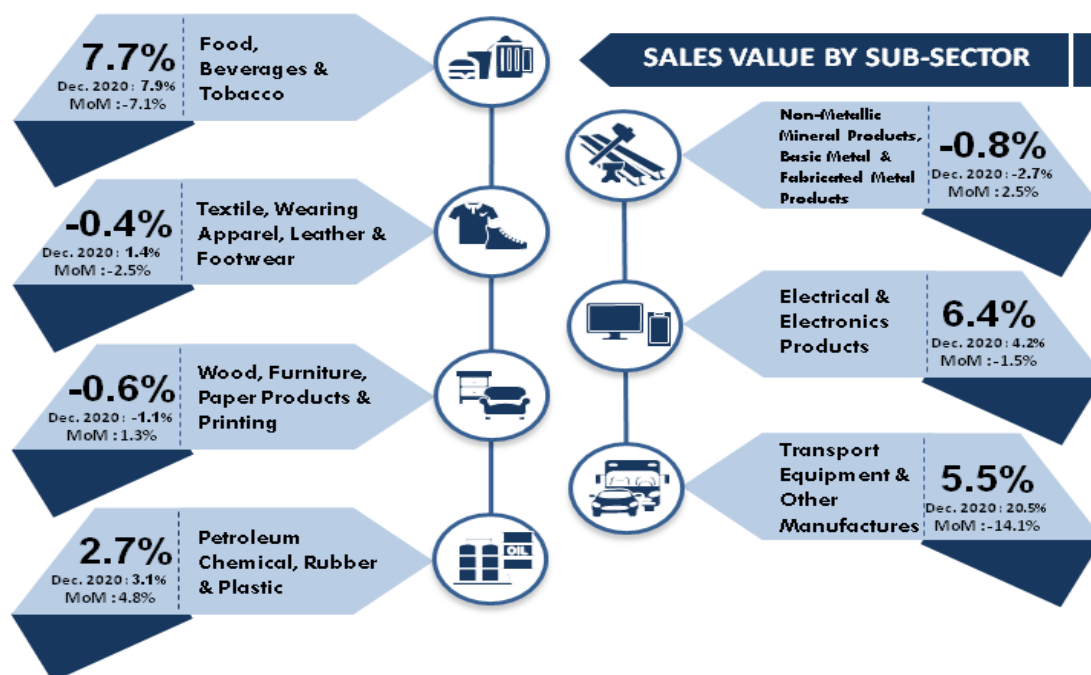 SALES VALUE BY SUB-SECTOR
7.7%
Dec. 2020 : 7.9%
MoM :-7.1%
Food,
Beverages &
Tobacco
-0.4%
Dec. 2020 : 1.4%
MoM :-2.5%
Textile, Wearing
Apparel, Leather &
Footwear
-0.6%
Dec. 2020 : -1.1%
MoM : 1.3%
Wood, Furniture,
Paper Products &
Printing
2.7%
Dec. 2020 : 3.1%
MoM : 4.8%
Petroleum
Chemical, Rubber
& Plastic
OIL
Non-Metallic
Mineral Products,
Basic Metal &
Fabricated Metal
Products
-0.8%
Dec. 2020 : -2.7%
MoM : 2.5%
Electrical &
Electronics
Products
6.4%
Dec. 2020 : 4.2%
MoM :-1.5%
Transport
Equipment &
Other
Manufactures
5.5%
Dec. 2020 : 20.5%
MoM :-14.1%